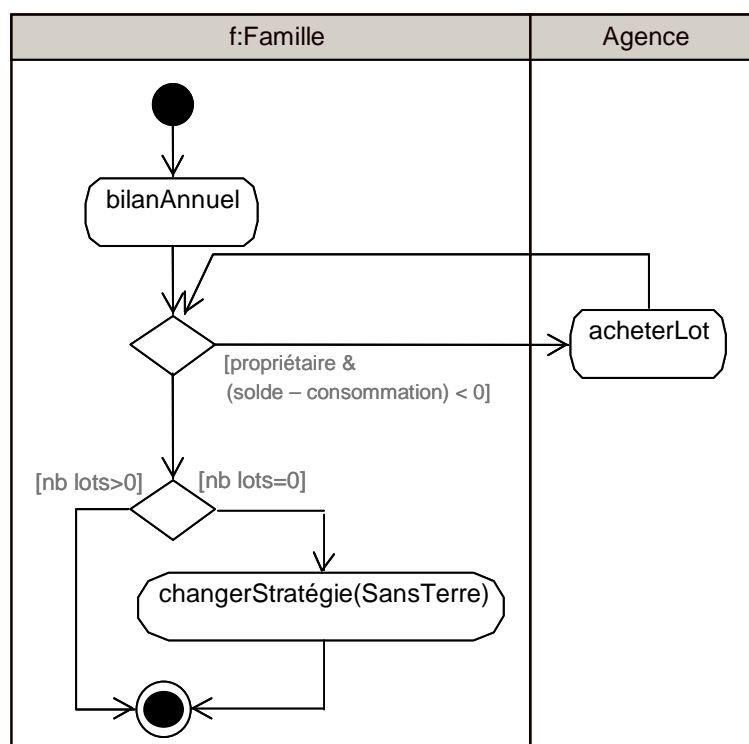 f:Famille
Agence
bilanAnnuel
acheterLot
[propriétaire &
(solde – consommation) < 0]
[nb lots>0]
[nb lots=0]
changerStratégie(SansTerre)